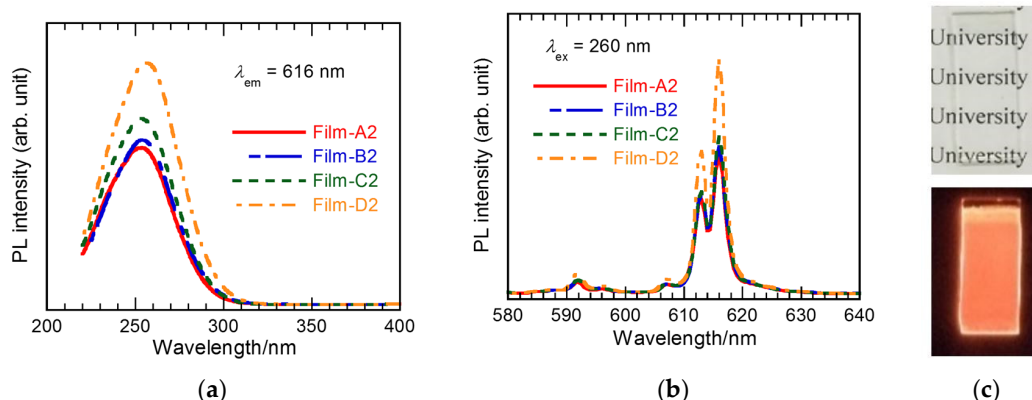 PL intensity (arb. unit)
λem = 616 nm
Film-A2
Film-B2
Film-C2
Film-D2
200 250 300 350 400
Wavelength/nm
(a)
PL intensity (arb. unit)
λex = 260 nm
Film-A2
Film-B2
Film-C2
Film-D2
580 590 600 610 620 630 640
Wavelength/nm
(b)
University
University
University
University
(c)